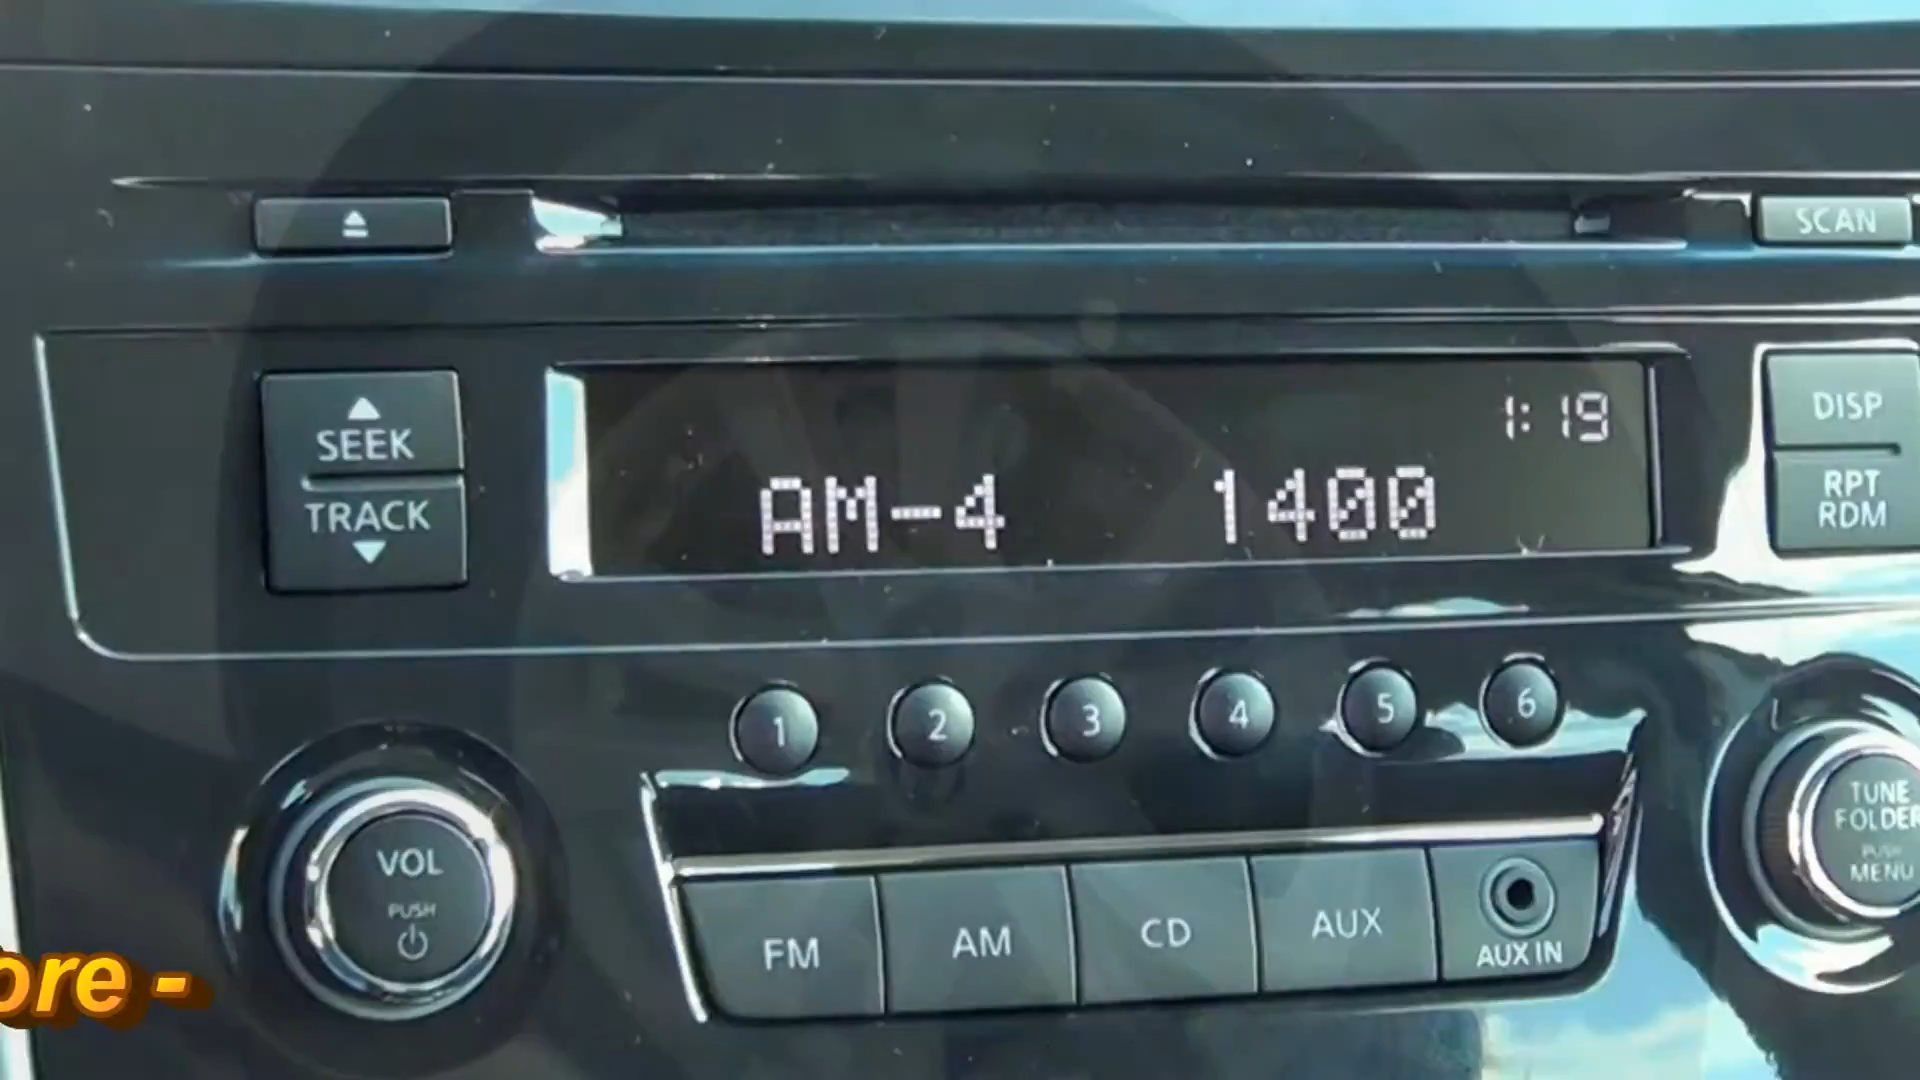 SCAN
SEEK
TRACK
1:19
AM-4 1400
DISP
RPT
RDM
1 2 3 4 5 6
VOL
PUSH
TUNE
FOLDER
PUSH
MENU
FM AM CD AUX AUX IN
ore -